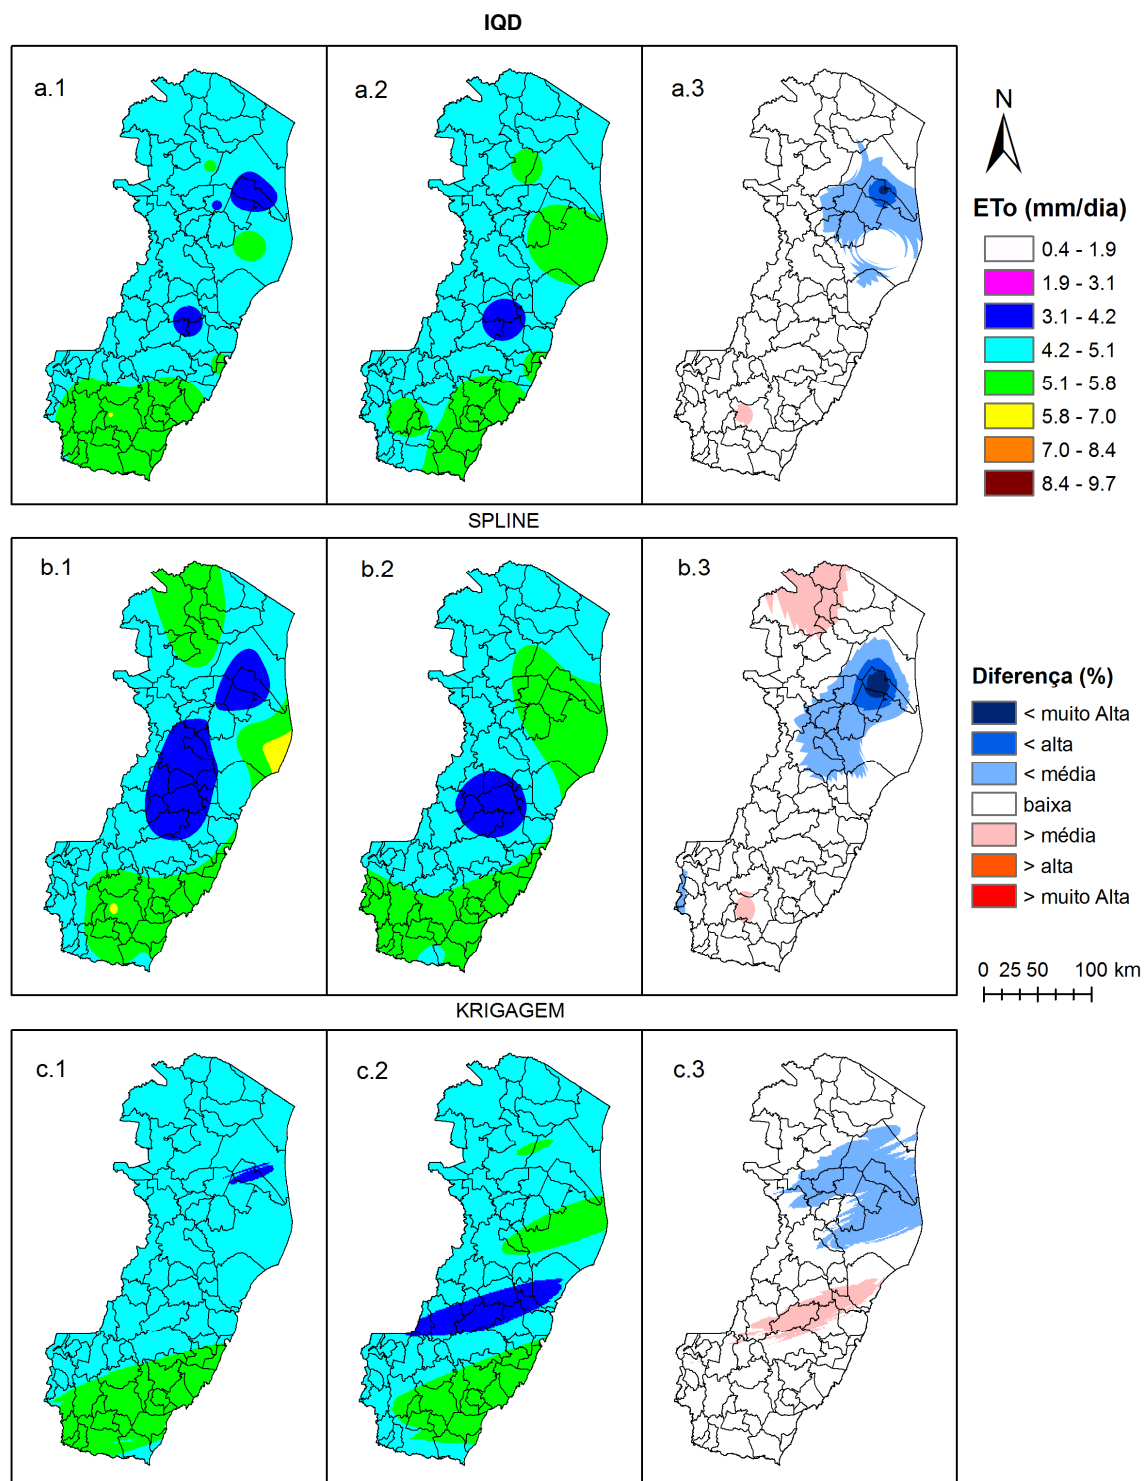 IQD
a.1
a.2
a.3
N
ETo (mm/dia)
0.4 - 1.9
1.9 - 3.1
3.1 - 4.2
4.2 - 5.1
5.1 - 5.8
5.8 - 7.0
7.0 - 8.4
8.4 - 9.7
SPLINE
b.1
b.2
b.3
Diferença (%)
< muito Alta
< alta
< média
baixa
> média
> alta
> muito Alta
0 25 50 100 km
KRIGAGEM
c.1
c.2
c.3